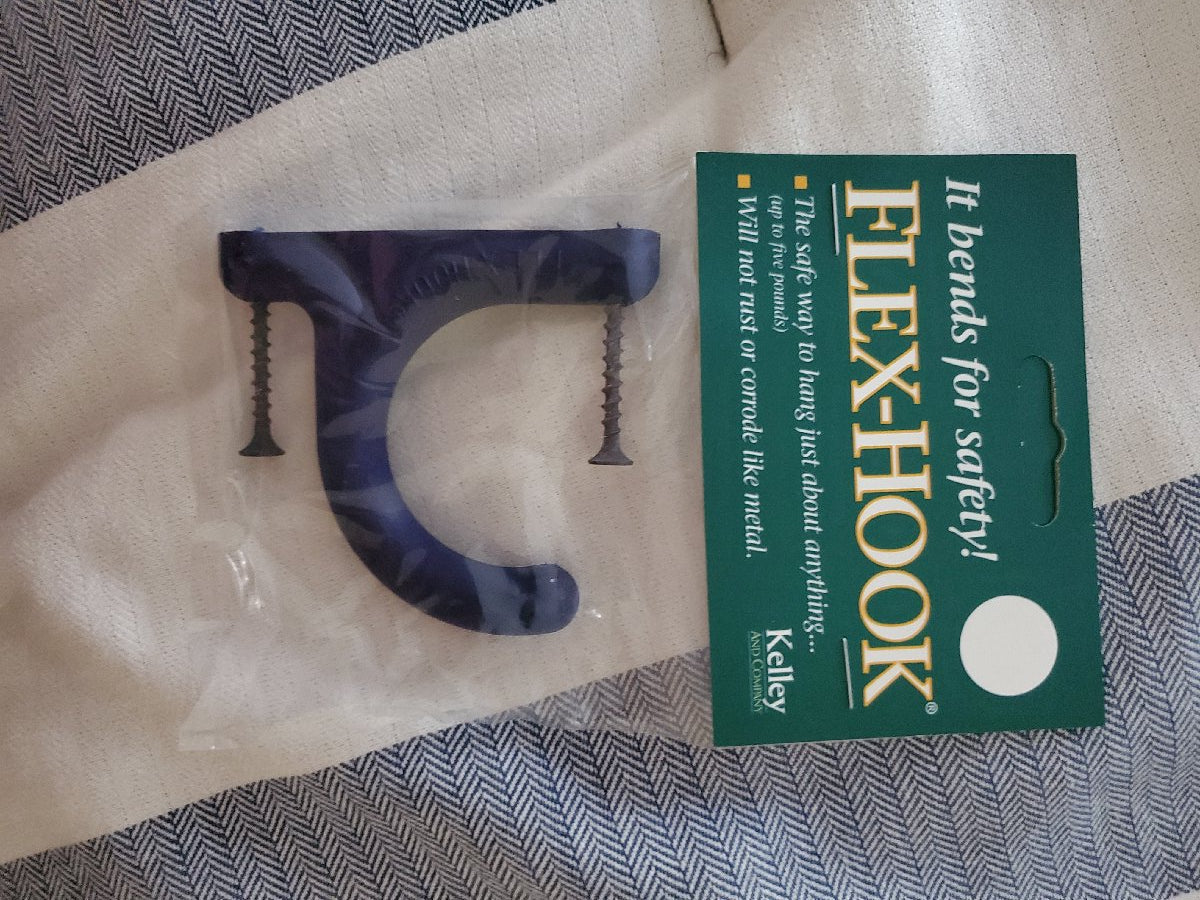 It bends for safety!
FLEX-HOOK®
The safe way to hang just about anything...
(up to five pounds)
Will not rust or corrode like metal.
Kelley
AND COMPANY